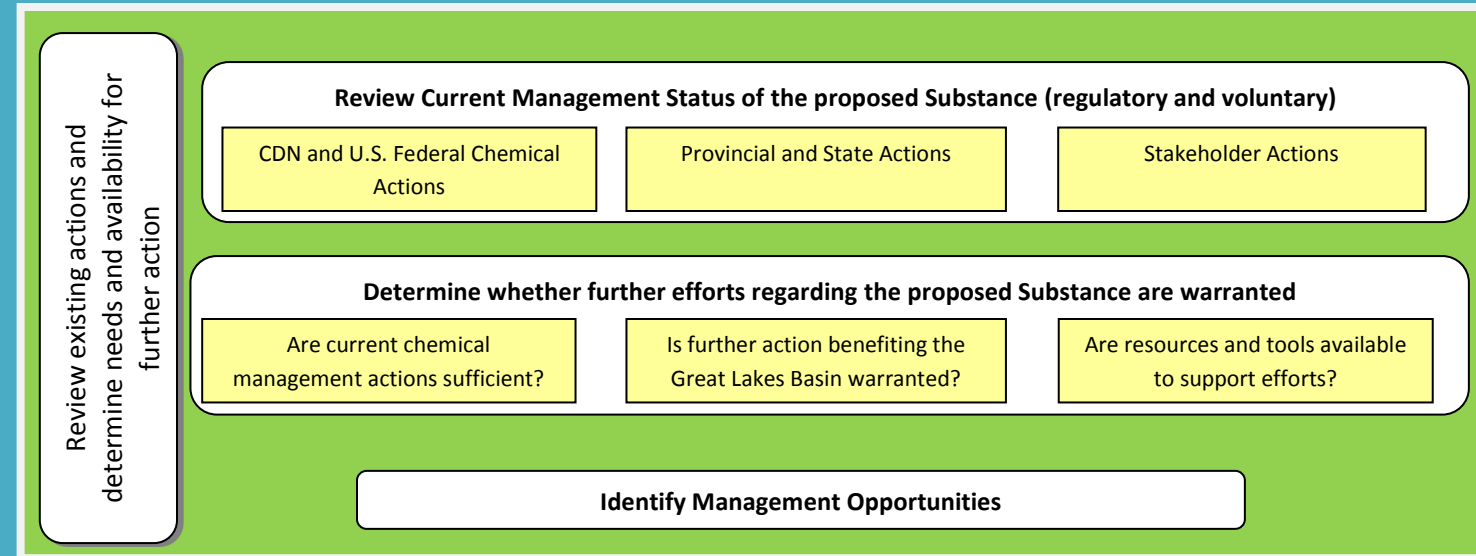 Review existing actions and
determine needs and availability for
further action
Review Current Management Status of the proposed Substance (regulatory and voluntary)
CDN and U.S. Federal Chemical
Actions
Provincial and State Actions
Stakeholder Actions
Determine whether further efforts regarding the proposed Substance are warranted
Are current chemical
management actions sufficient?
Is further action benefiting the
Great Lakes Basin warranted?
Are resources and tools available
to support efforts?
Identify Management Opportunities